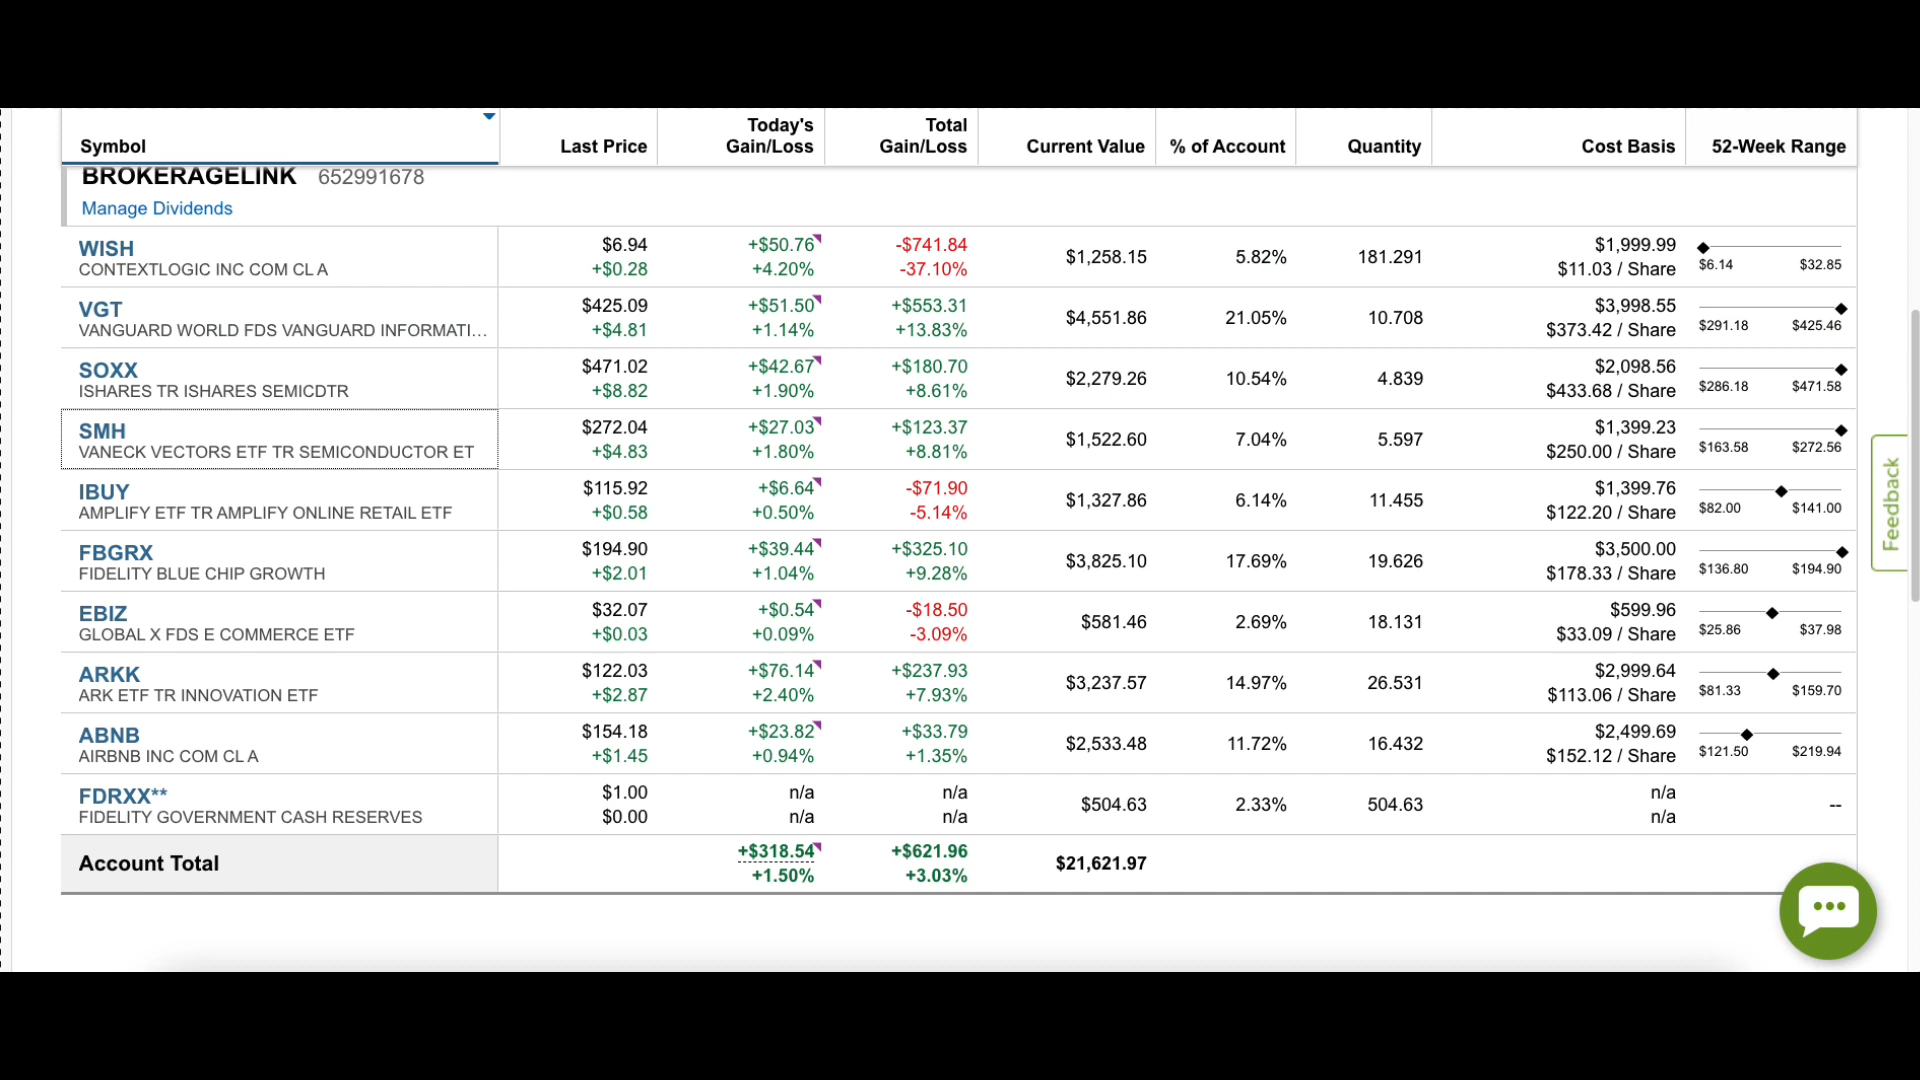 Symbol Last Price Today's Gain/Loss Total Gain/Loss Current Value % of Account Quantity Cost Basis 52-Week Range
BROKERAGELINK 652991678
Manage Dividends
WISH $6.94 +$50.76 -$741.84 $1,258.15 5.82% 181.291 $1,999.99
CONTEXTLOGIC INC COM CL A +$0.28 +4.20% -37.10% $11.03 / Share $6.14 $32.85
VGT $425.09 +$51.50 +$553.31 $4,551.86 21.05% 10.708 $3,998.55
VANGUARD WORLD FDS VANGUARD INFORMATI... +$4.81 +1.14% +13.83% $373.42 / Share $291.18 $425.46
SOXX $471.02 +$42.67 +$180.70 $2,279.26 10.54% 4.839 $2,098.56
ISHARES TR ISHARES SEMICDTR +$8.82 +1.90% +8.61% $433.68 / Share $286.18 $471.58
SMH $272.04 +$27.03 +$123.37 $1,522.60 7.04% 5.597 $1,399.23
VANECK VECTORS ETF TR SEMICONDUCTOR ET +$4.83 +1.80% +8.81% $250.00 / Share $163.58 $272.56
IBUY $115.92 +$6.64 -$71.90 $1,327.86 6.14% 11.455 $1,399.76
AMPLIFY ETF TR AMPLIFY ONLINE RETAIL ETF +$0.58 +0.50% -5.14% $122.20 / Share $82.00 $141.00
FBGRX $194.90 +$39.44 +$325.10 $3,825.10 17.69% 19.626 $3,500.00
FIDELITY BLUE CHIP GROWTH +$2.01 +1.04% +9.28% $178.33 / Share $136.80 $194.90
EBIZ $32.07 +$0.54 -$18.50 $581.46 2.69% 18.131 $599.96
GLOBAL X FDS E COMMERCE ETF +$0.03 +0.09% -3.09% $33.09 / Share $25.86 $37.98
ARKK $122.03 +$76.14 +$237.93 $3,237.57 14.97% 26.531 $2,999.64
ARK ETF TR INNOVATION ETF +$2.87 +2.40% +7.93% $113.06 / Share $81.33 $159.70
ABNB $154.18 +$23.82 +$33.79 $2,533.48 11.72% 16.432 $2,499.69
AIRBNB INC COM CL A +$1.45 +0.94% +1.35% $152.12 / Share $121.50 $219.94
FDRXX** $1.00 n/a n/a $504.63 2.33% 504.63 n/a --
FIDELITY GOVERNMENT CASH RESERVES $0.00 n/a n/a n/a
Account Total +$318.54 +$621.96 $21,621.97
+1.50% +3.03%
Feedback